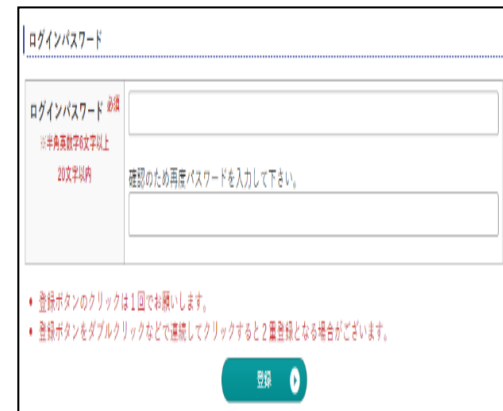 ログインパスワード
ログインパスワード 必須
※半角英数字6文字以上
20文字以内
確認のため再度パスワードを入力して下さい。
• 登録ボタンのクリックは1回でお願いします。
• 登録ボタンをダブルクリックなどで連続してクリックすると2重登録となる場合がございます。
登録